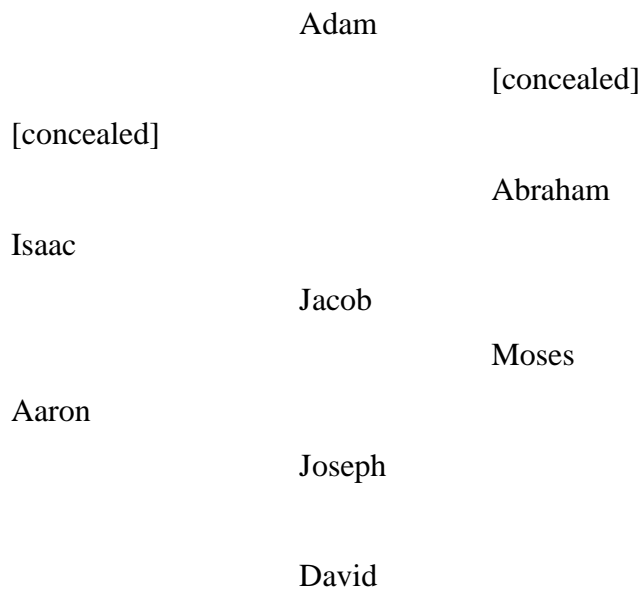 Adam
[concealed]
[concealed]
Abraham
Isaac
Jacob
Moses
Aaron
Joseph
David